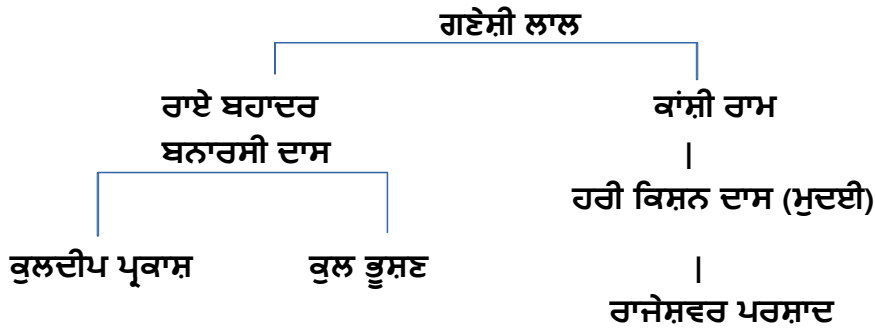 ਗਣੇਸ਼ੀ ਲਾਲ
ਰਾਏ ਬਹਾਦਰ
ਬਨਾਰਸੀ ਦਾਸ
ਕਾਂਸ਼ੀ ਰਾਮ
|
ਹਰੀ ਕਿਸ਼ਨ ਦਾਸ (ਮੁਦਈ)
ਕੁਲਦੀਪ ਪ੍ਰਕਾਸ਼
ਕੁਲ ਭੂਸ਼ਣ
|
ਰਾਜੇਸ਼ਵਰ ਪਰਸ਼ਾਦ